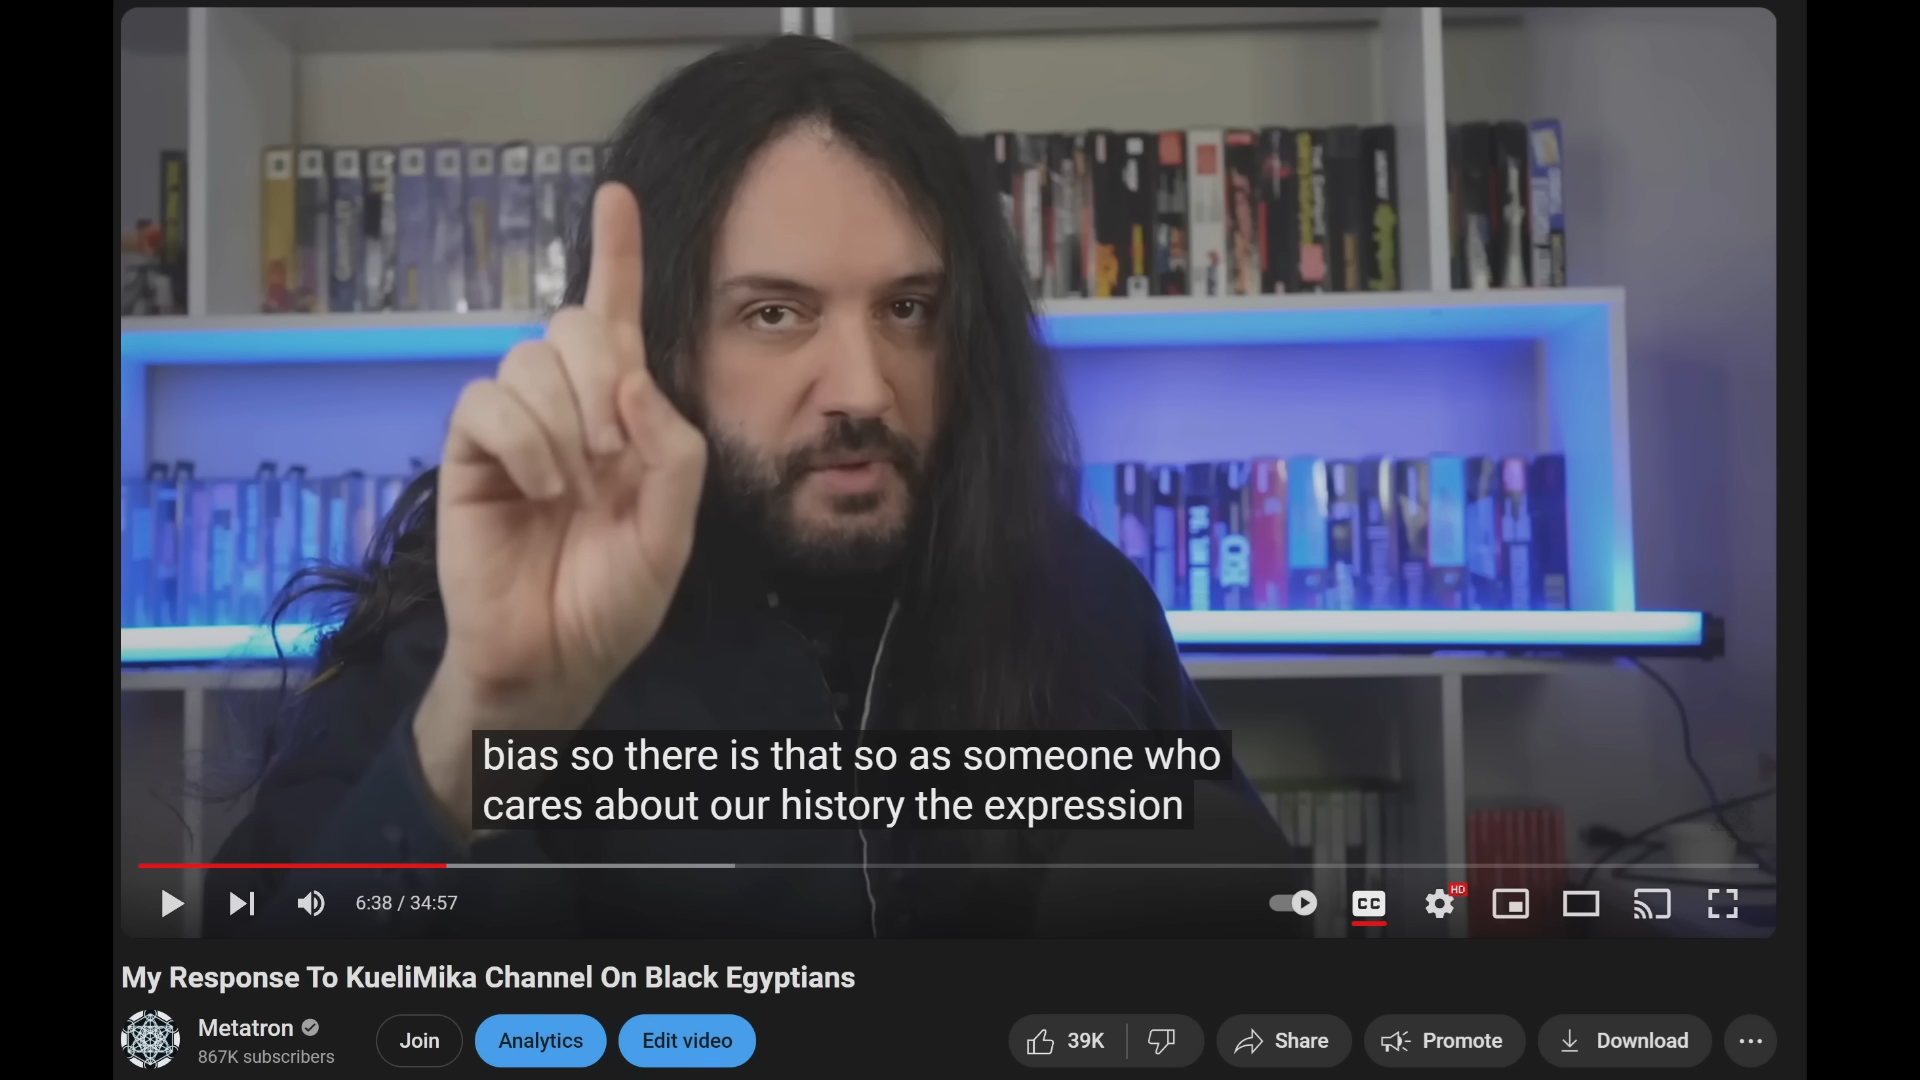 bias so there is that so as someone who
cares about our history the expression
6:38 / 34:57
CC
HD
My Response To KueliMika Channel On Black Egyptians
Metatron
867K subscribers
Join
Analytics
Edit video
39K
Share
Promote
Download